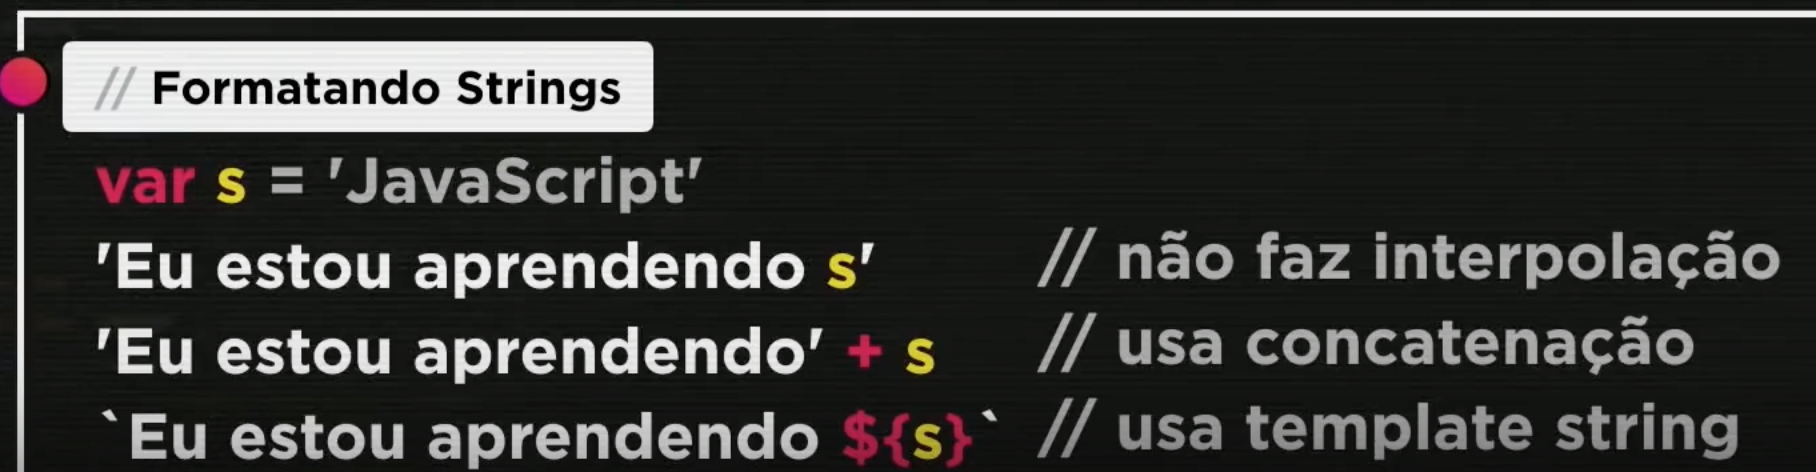 // Formatando Strings
var s = 'JavaScript'
'Eu estou aprendendo s' // não faz interpolação
'Eu estou aprendendo' + s // usa concatenação
`Eu estou aprendendo ${s}` // usa template string